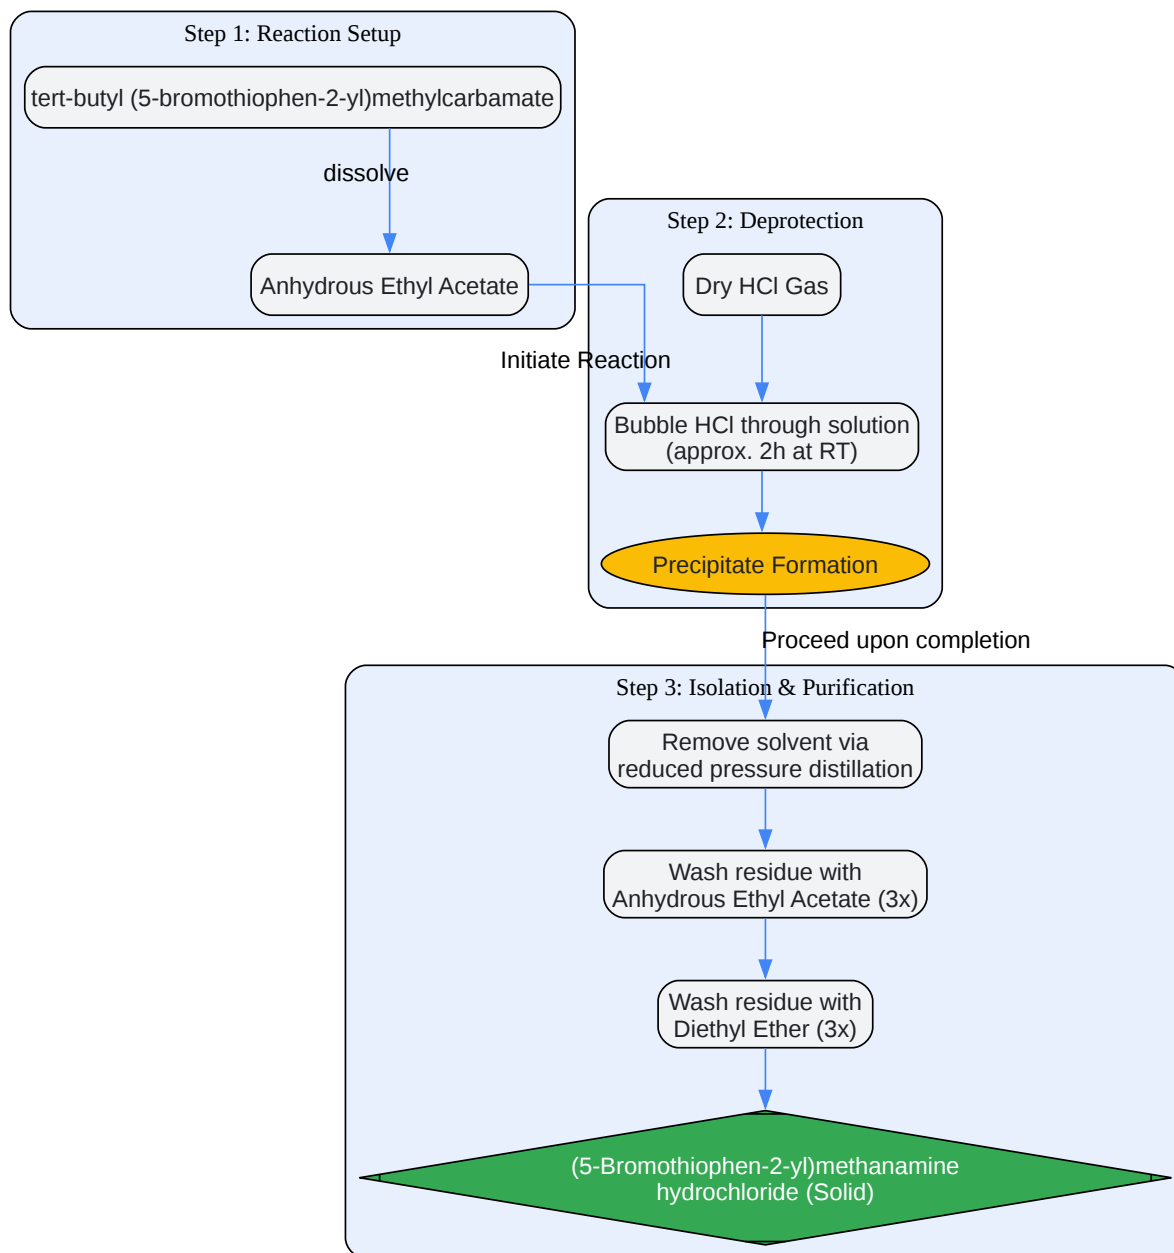 Step 1: Reaction Setup
tert-butyl (5-bromothiophen-2-yl)methylcarbamate
dissolve
Anhydrous Ethyl Acetate
Step 2: Deprotection
Dry HCl Gas
Initiate Reaction
Bubble HCl through solution
(approx. 2h at RT)
Precipitate Formation
Proceed upon completion
Step 3: Isolation & Purification
Remove solvent via
reduced pressure distillation
Wash residue with
Anhydrous Ethyl Acetate (3x)
Wash residue with
Diethyl Ether (3x)
(5-Bromothiophen-2-yl)methanamine
hydrochloride (Solid)